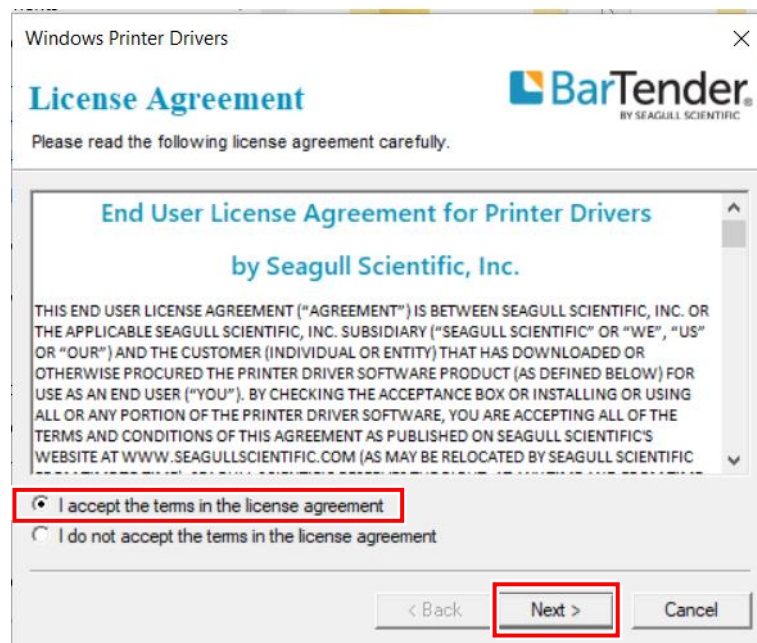 Windows Printer Drivers
License Agreement
BarTender®
BY SEAGULL SCIENTIFIC
Please read the following license agreement carefully.
End User License Agreement for Printer Drivers
by Seagull Scientific, Inc.
THIS END USER LICENSE AGREEMENT (“AGREEMENT”) IS BETWEEN SEAGULL SCIENTIFIC, INC. OR
THE APPLICABLE SEAGULL SCIENTIFIC, INC. SUBSIDIARY (“SEAGULL SCIENTIFIC” OR “WE”, “US”
OR “OUR”) AND THE CUSTOMER (INDIVIDUAL OR ENTITY) THAT HAS DOWNLOADED OR
OTHERWISE PROCURED THE PRINTER DRIVER SOFTWARE PRODUCT (AS DEFINED BELOW) FOR
USE AS AN END USER (“YOU”). BY CHECKING THE ACCEPTANCE BOX OR INSTALLING OR USING
ALL OR ANY PORTION OF THE PRINTER DRIVER SOFTWARE, YOU ARE ACCEPTING ALL OF THE
TERMS AND CONDITIONS OF THIS AGREEMENT AS PUBLISHED ON SEAGULL SCIENTIFIC'S
WEBSITE AT WWW.SEAGULLSCIENTIFIC.COM (AS MAY BE RELOCATED BY SEAGULL SCIENTIFIC
I accept the terms in the license agreement
I do not accept the terms in the license agreement
< Back
Next >
Cancel